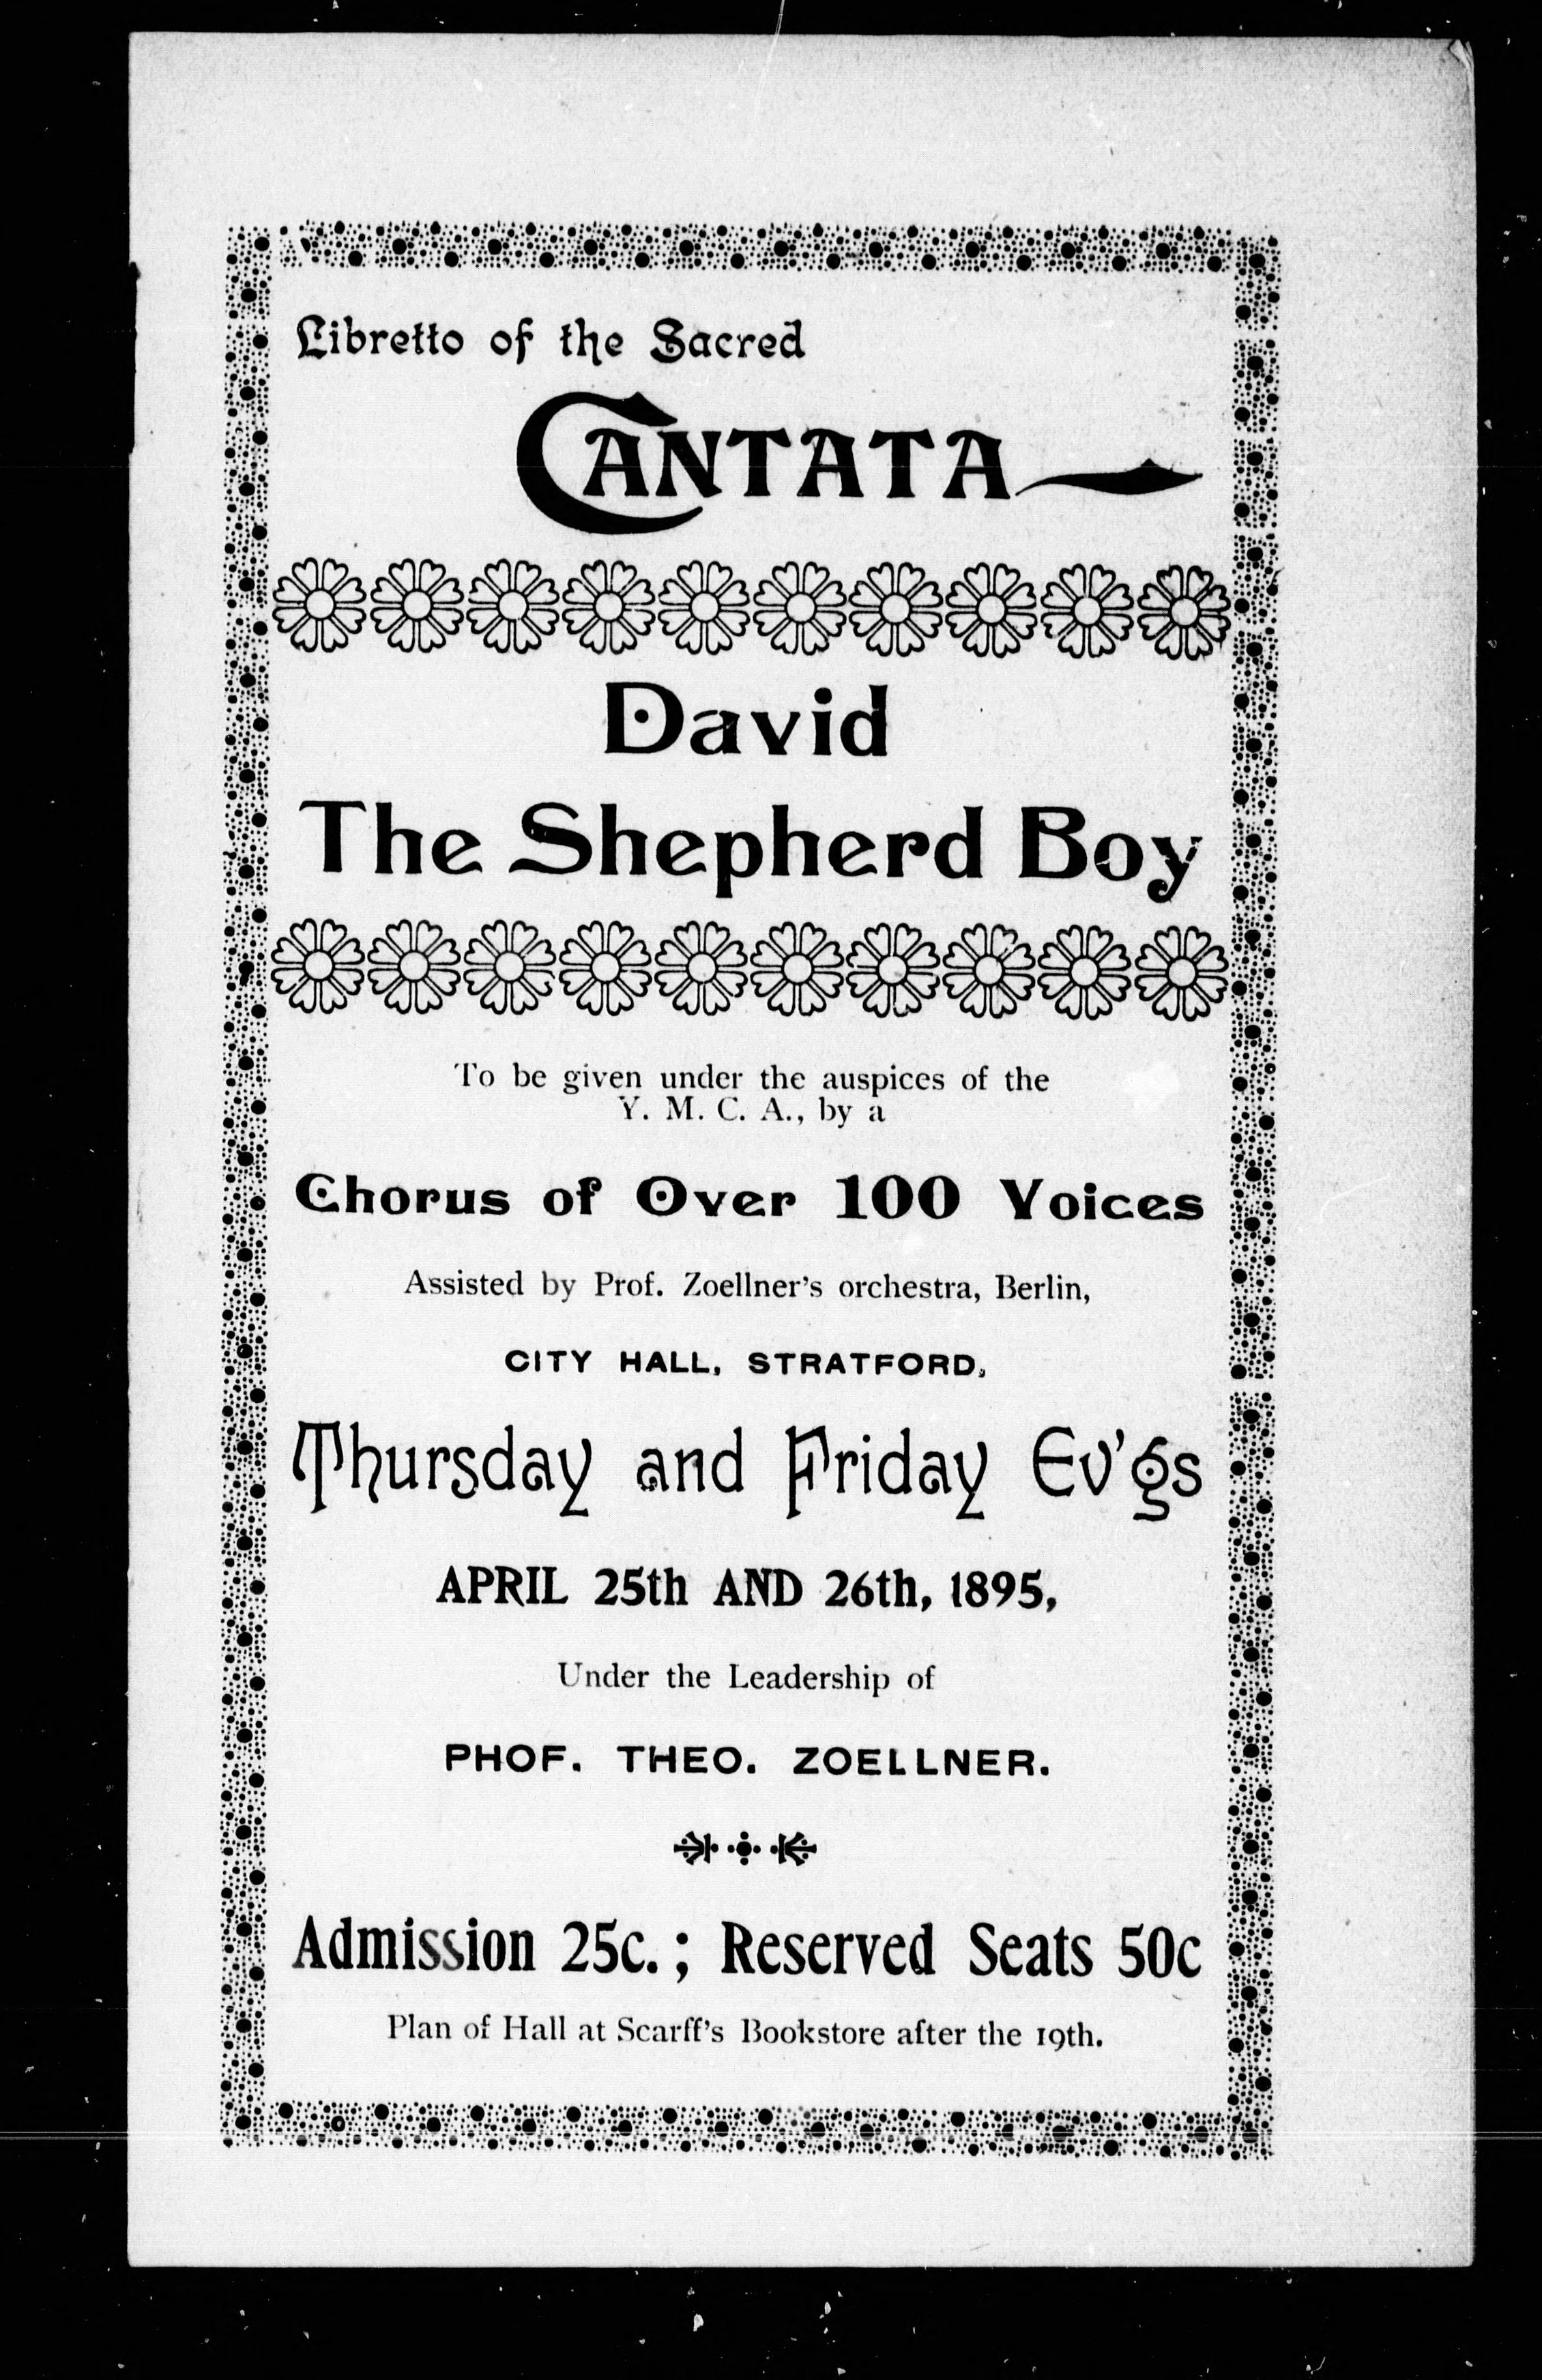 Libretto of the Sacred
CANTATA
David
The Shepherd Boy
To be given under the auspices of the
Y. M. C. A., by a
Chorus of Over 100 Voices
Assisted by Prof. Zoellner's orchestra, Berlin,
CITY HALL, STRATFORD,
Thursday and Friday Ev'gs
APRIL 25th AND 26th, 1895,
Under the Leadership of
PHOF. THEO. ZOELLNER.
Admission 25c. ; Reserved Seats 50c
Plan of Hall at Scarff's Bookstore after the 19th.